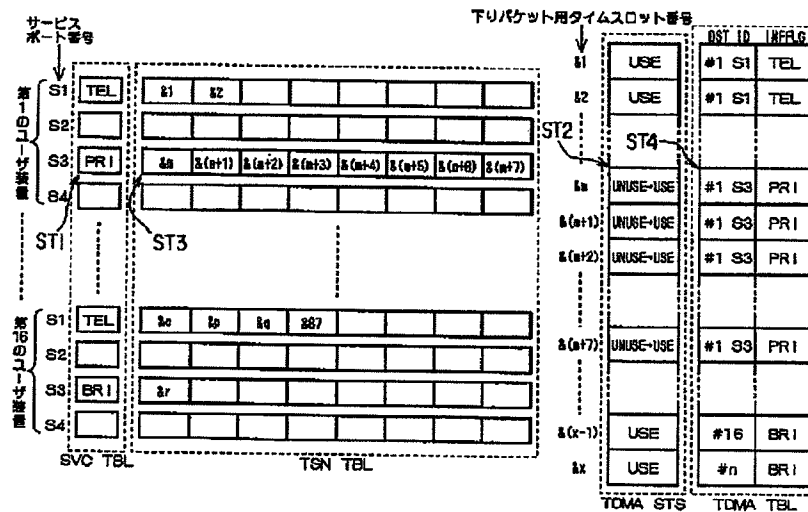 サービス
ポート番号
下りパケット用タイムスロット番号
DST ID INFFLG
第1のユーザ装置
S1 TEL &1 &2
S2
S3 PRI &m &(m+1) &(m+2) &(m+3) &(m+4) &(m+5) &(m+6) &(m+7)
S4
ST1 ST3
第16のユーザ装置
S1 TEL &o &p &q &87
S2
S3 BRI &r
S4
SVC TBL TSN TBL
&1 USE #1 S1 TEL
&2 USE #1 S1 TEL
ST2 ST4
&m UNUSE→USE #1 S3 PRI
&(m+1) UNUSE→USE #1 S3 PRI
&(m+2) UNUSE→USE #1 S3 PRI
&(m+7) UNUSE→USE #1 S3 PRI
&(x-1) USE #16 BRI
&x USE #n BRI
TDMA STS TDMA TBL